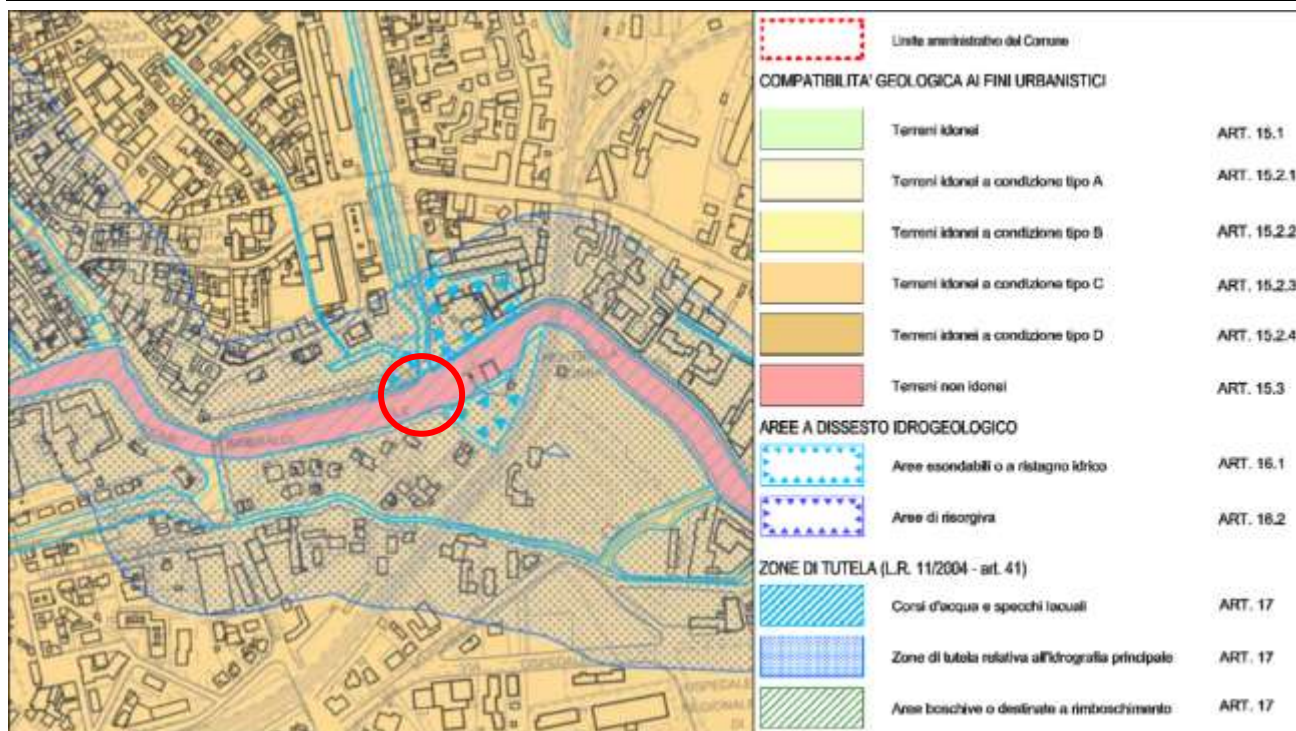 Limite amministrativo del Comune
COMPATIBILITA' GEOLOGICA AI FINI URBANISTICI
Terreni idonei ART. 15.1
Terreni idonei a condizione tipo A ART. 15.2.1
Terreni idonei a condizione tipo B ART. 15.2.2
Terreni idonei a condizione tipo C ART. 15.2.3
Terreni idonei a condizione tipo D ART. 15.2.4
Terreni non idonei ART. 15.3
AREE A DISSESTO IDROGEOLOGICO
Aree esondabili o a ristagno idrico ART. 16.1
Aree di risorgiva ART. 16.2
ZONE DI TUTELA (L.R. 11/2004 - art. 41)
Corsi d'acqua e specchi lacuali ART. 17
Zone di tutela relativa all'idrografia principale ART. 17
Aree boschive o destinate a rimboschimento ART. 17
VIA
OSPEDALE
REGIONALE
DI